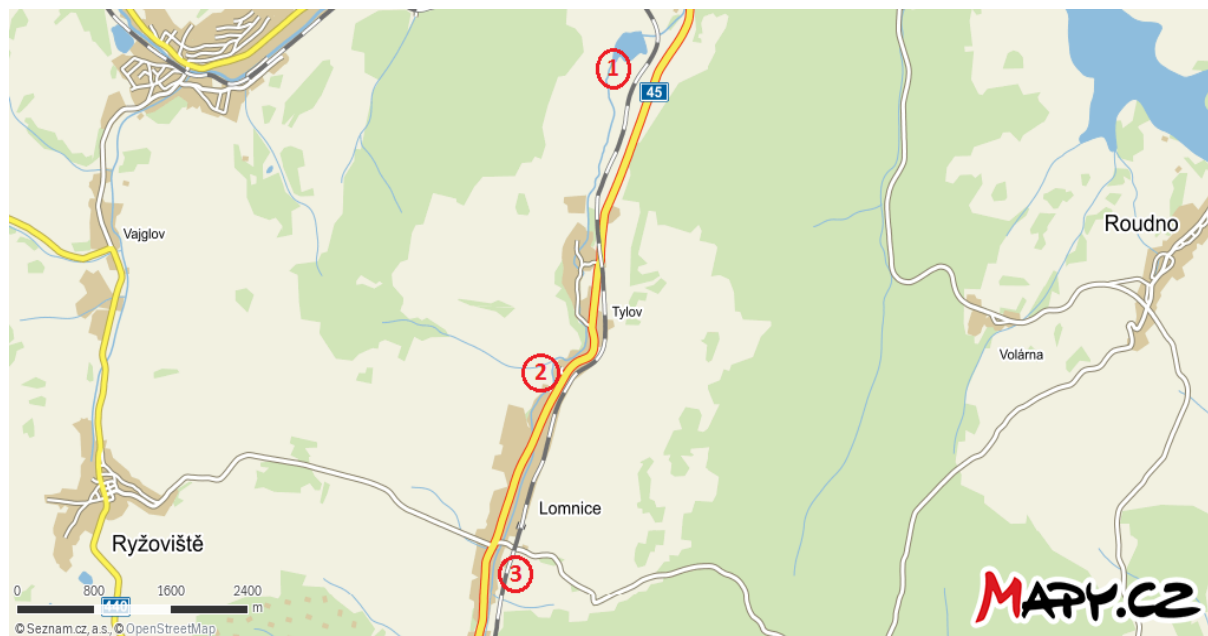 1
45
Roudno
Vajglov
Tylov
Volárna
2
Lomnice
Ryžoviště
3
0 800 1600 2400 m
440
© Seznam.cz, a.s., © OpenStreetMap
MAPY.CZ